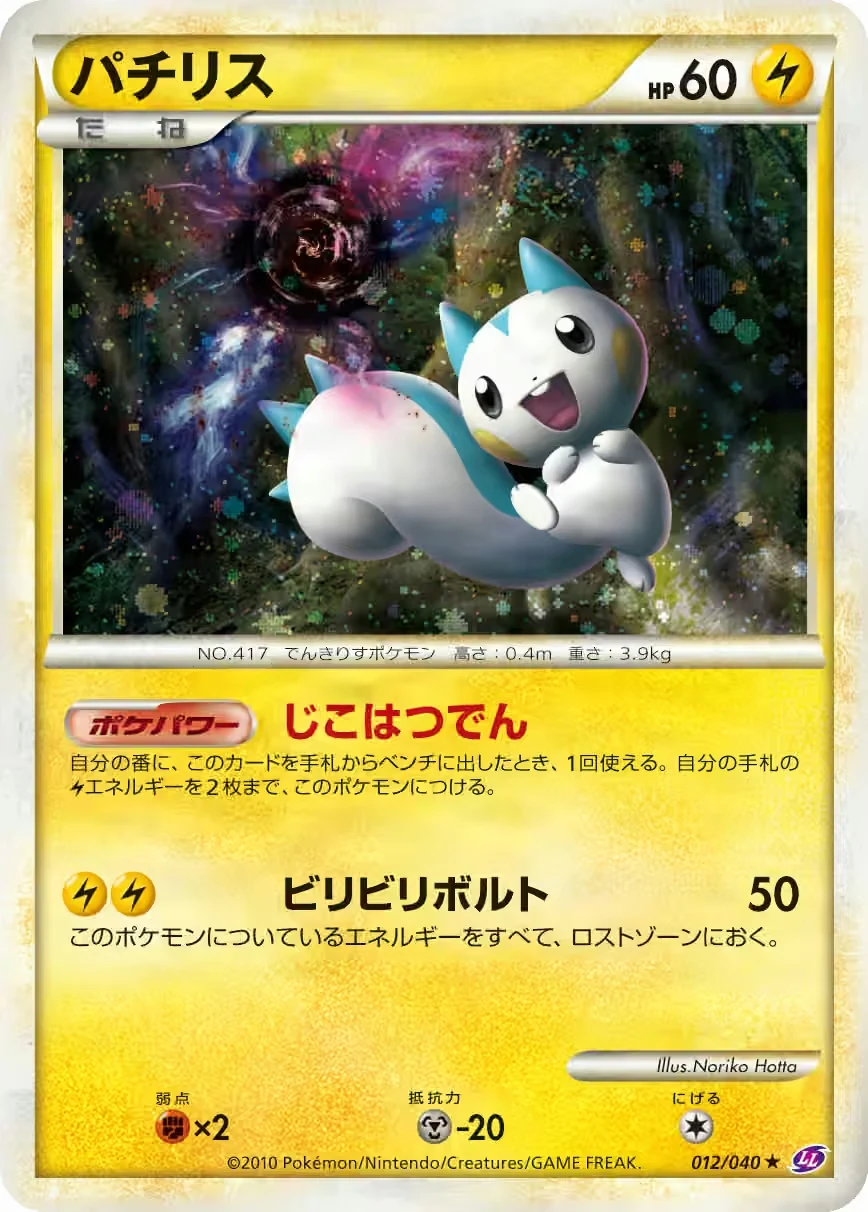 パチリス
HP60
たね
NO.417 でんきりすポケモン 高さ:0.4m 重さ:3.9kg
ポケパワー じこはつでん
自分の番に、このカードを手札からベンチに出したとき、1回使える。自分の手札の
エネルギーを2枚まで、このポケモンにつける。
ビリビリボルト 50
このポケモンについているエネルギーをすべて、ロストゾーンにおく。
Illus.Noriko Hotta
弱点 抵抗力 にげる
×2 -20
©2010 Pokémon/Nintendo/Creatures/GAME FREAK. 012/040 ★ LL